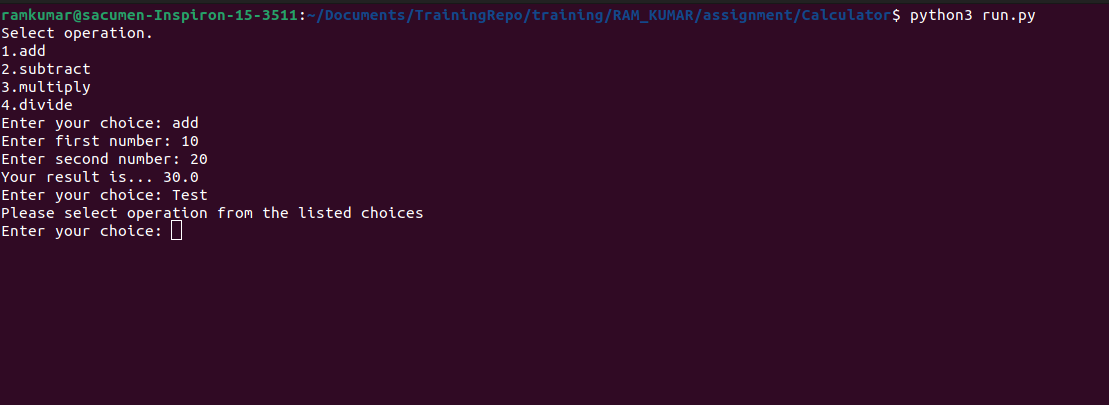 ramkumar@sacumen-Inspiron-15-3511:~/Documents/TrainingRepo/training/RAM_KUMAR/assignment/Calculator$ python3 run.py
Select operation.
1.add
2.subtract
3.multiply
4.divide
Enter your choice: add
Enter first number: 10
Enter second number: 20
Your result is... 30.0
Enter your choice: Test
Please select operation from the listed choices
Enter your choice: